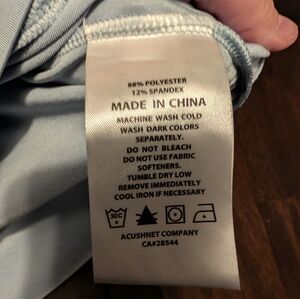 88% POLYESTER
12% SPANDEX
MADE IN CHINA
MACHINE WASH COLD
WASH DARK COLORS
SEPARATELY.
DO NOT BLEACH
DO NOT USE FABRIC
SOFTENERS.
TUMBLE DRY LOW
REMOVE IMMEDIATELY
COOL IRON IF NECESSARY
30C
ACUSHNET COMPANY
CA#28544